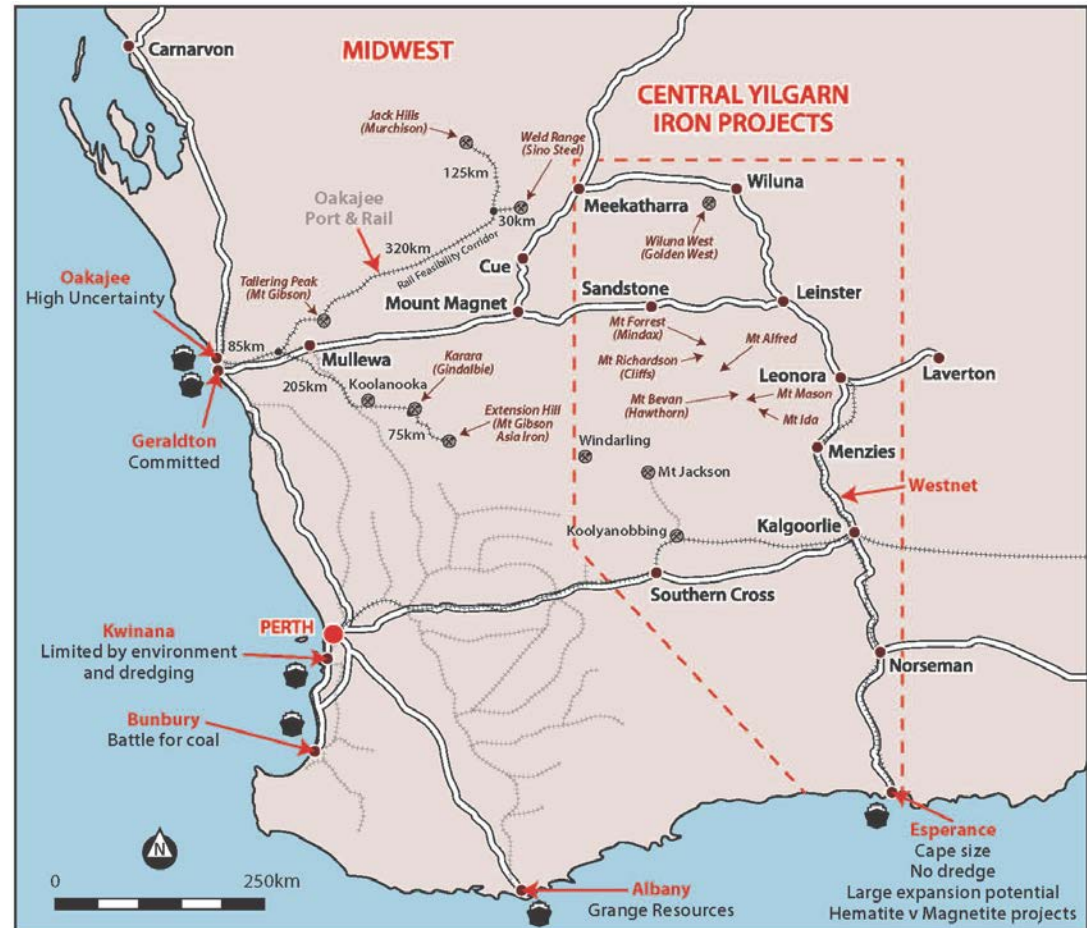 Carnarvon
MIDWEST
CENTRAL YILGARN
IRON PROJECTS
Jack Hills
(Murchison)
Weld Range
(Sino Steel)
125km
30km
Oakajee
Port & Rail
320km
Rail Feasibility Corridor
Meekatharra
Wiluna
Wiluna West
(Golden West)
Cue
Oakajee
High Uncertainty
Tallering Peak
(Mt Gibson)
Mount Magnet
Sandstone
Leinster
Mt Forrest
(Mindax)
Mt Alfred
Mt Richardson
(Cliffs)
85km
Mullewa
Karara
(Gindalbie)
Leonora
Laverton
205km
Koolanooka
Mt Bevan
(Hawthorn)
Mt Mason
Mt Ida
Extension Hill
(Mt Gibson
Asia Iron)
75km
Geraldton
Committed
Windarling
Menzies
Mt Jackson
Westnet
Koolyanobbing
Kalgoorlie
Southern Cross
PERTH
Kwinana
Limited by environment
and dredging
Norseman
Bunbury
Battle for coal
N
0
250km
Albany
Grange Resources
Esperance
Cape size
No dredge
Large expansion potential
Hematite v Magnetite projects